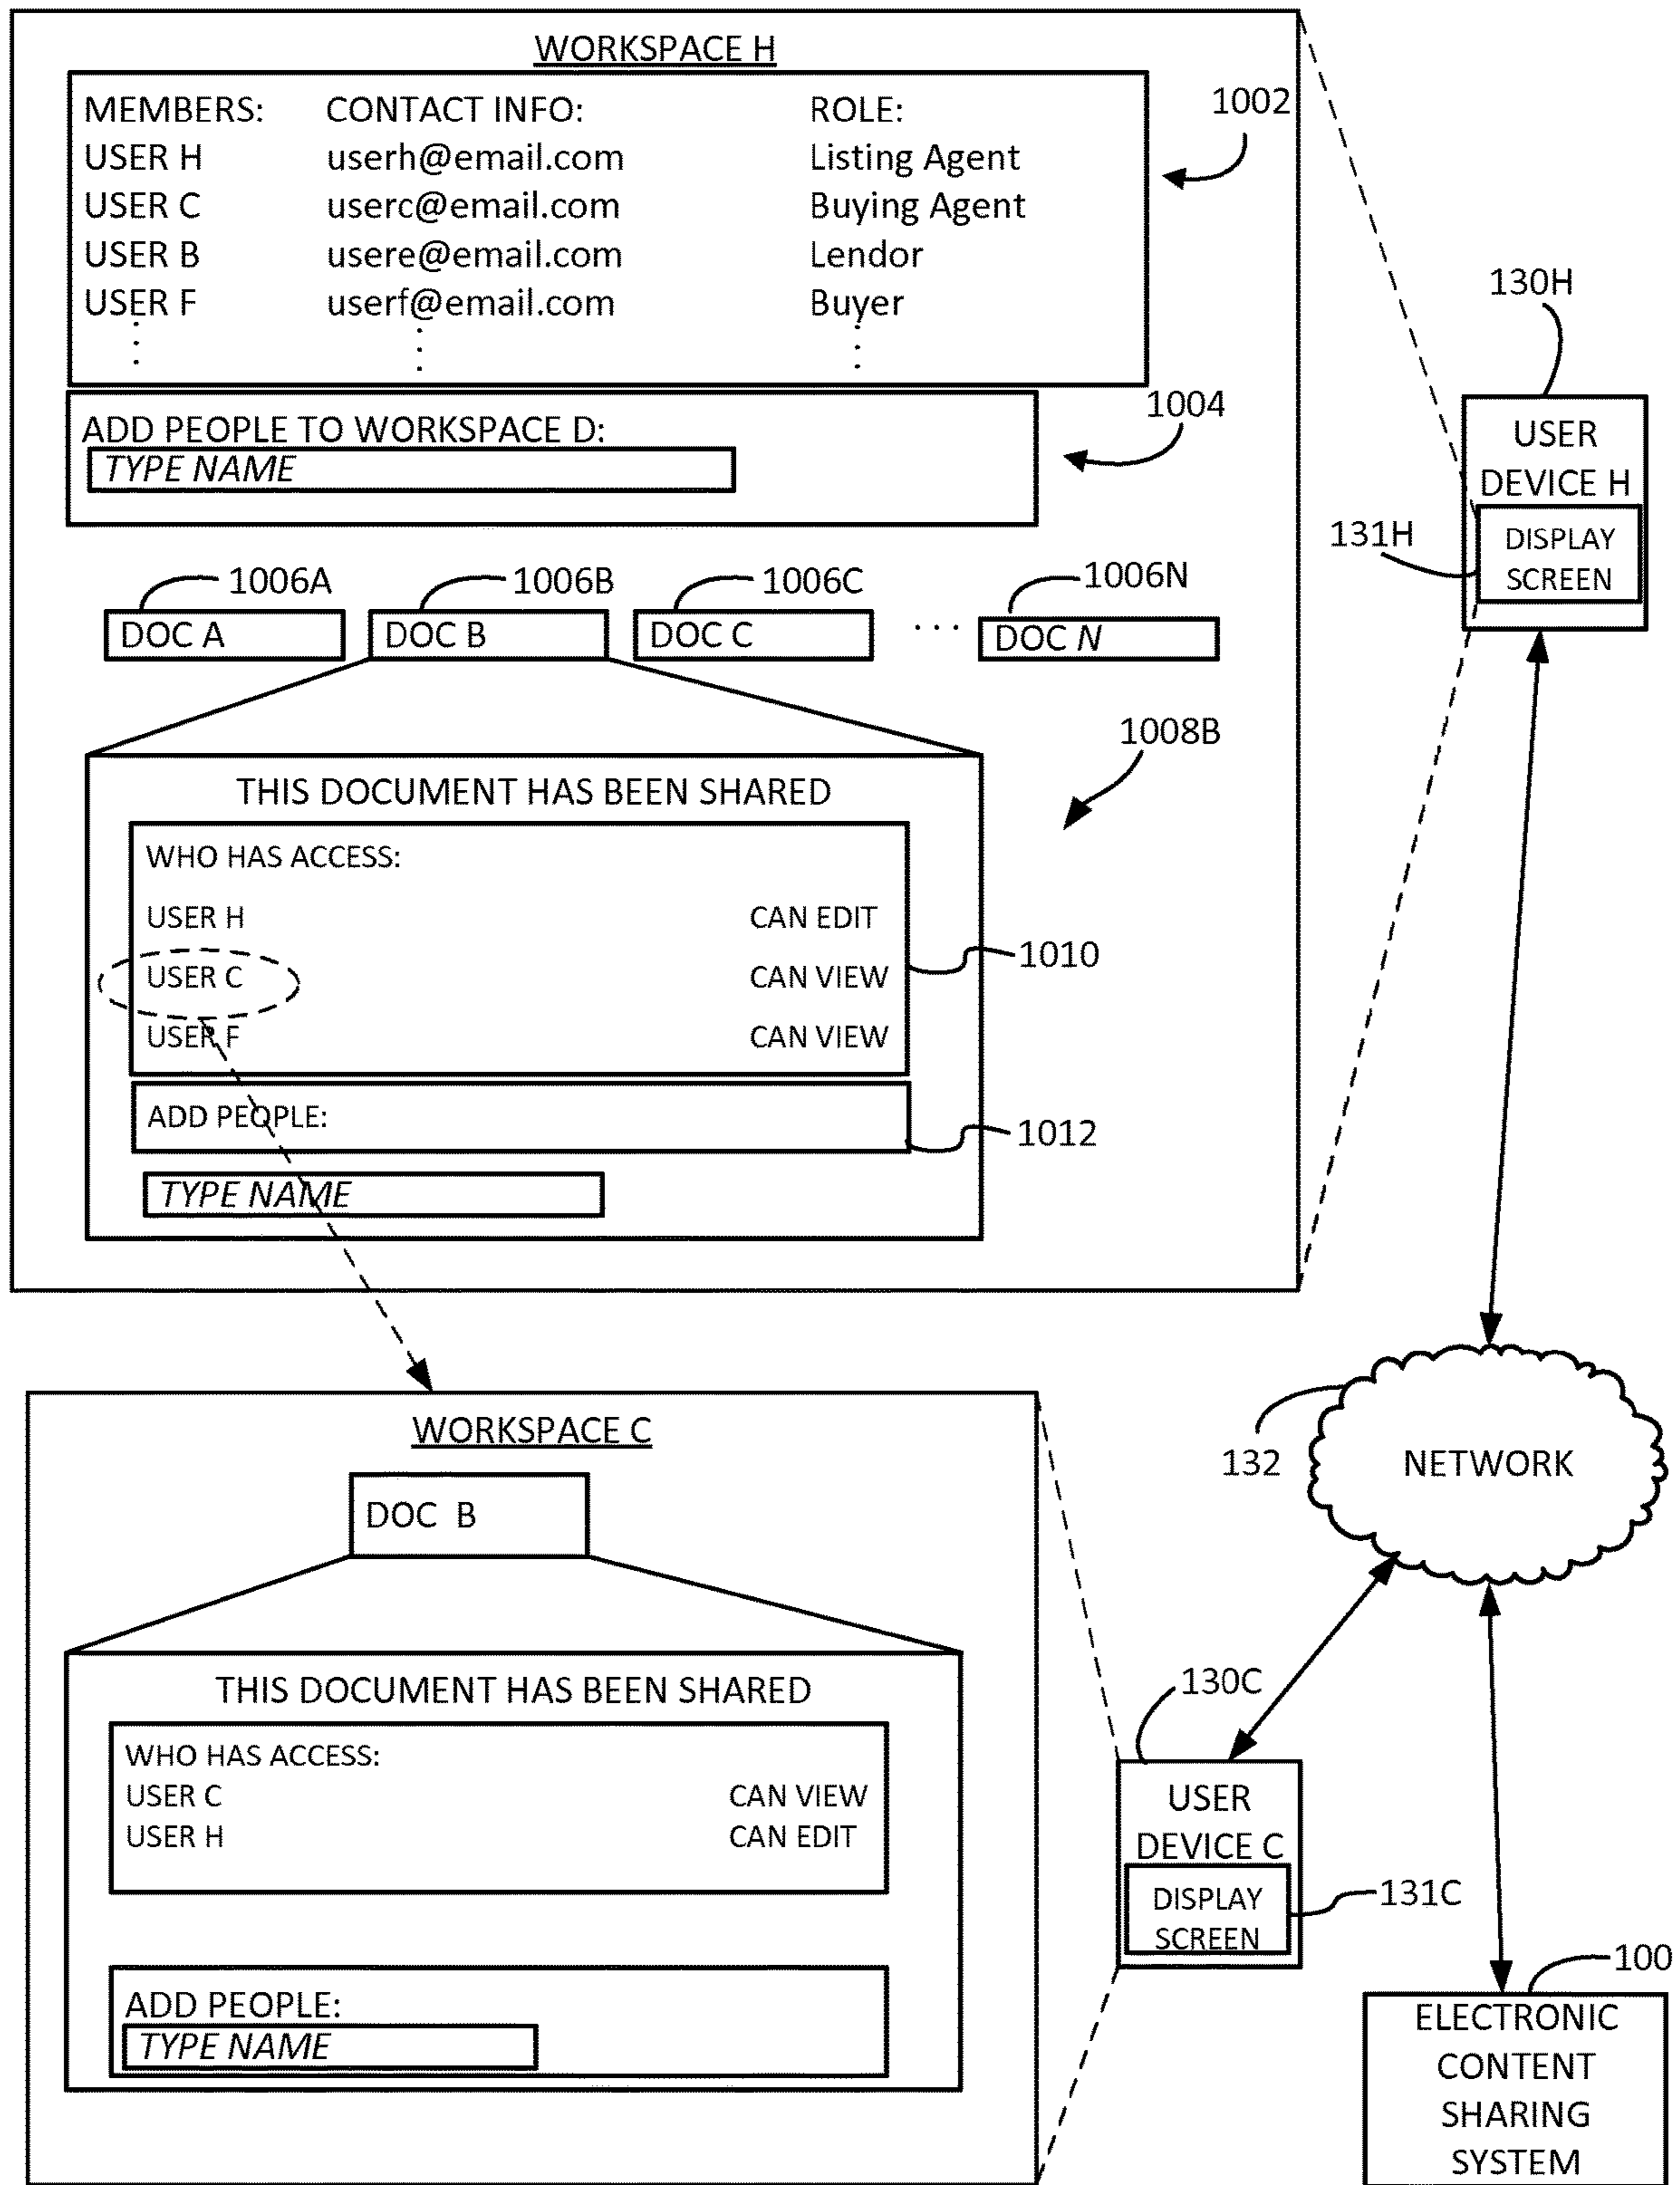 WORKSPACE H
MEMBERS: CONTACT INFO: ROLE:
USER H userh@email.com Listing Agent
USER C userc@email.com Buying Agent
USER B usere@email.com Lendor
USER F userf@email.com Buyer
1002
ADD PEOPLE TO WORKSPACE D:
TYPE NAME
1004
1006A 1006B 1006C 1006N
DOC A DOC B DOC C ... DOC N
1008B
THIS DOCUMENT HAS BEEN SHARED
WHO HAS ACCESS:
USER H CAN EDIT
USER C CAN VIEW
USER F CAN VIEW
1010
ADD PEOPLE:
1012
TYPE NAME
130H
USER
DEVICE H
131H
DISPLAY
SCREEN
132
NETWORK
WORKSPACE C
DOC B
THIS DOCUMENT HAS BEEN SHARED
WHO HAS ACCESS:
USER C CAN VIEW
USER H CAN EDIT
ADD PEOPLE:
TYPE NAME
130C
USER
DEVICE C
DISPLAY
SCREEN
131C
100
ELECTRONIC
CONTENT
SHARING
SYSTEM